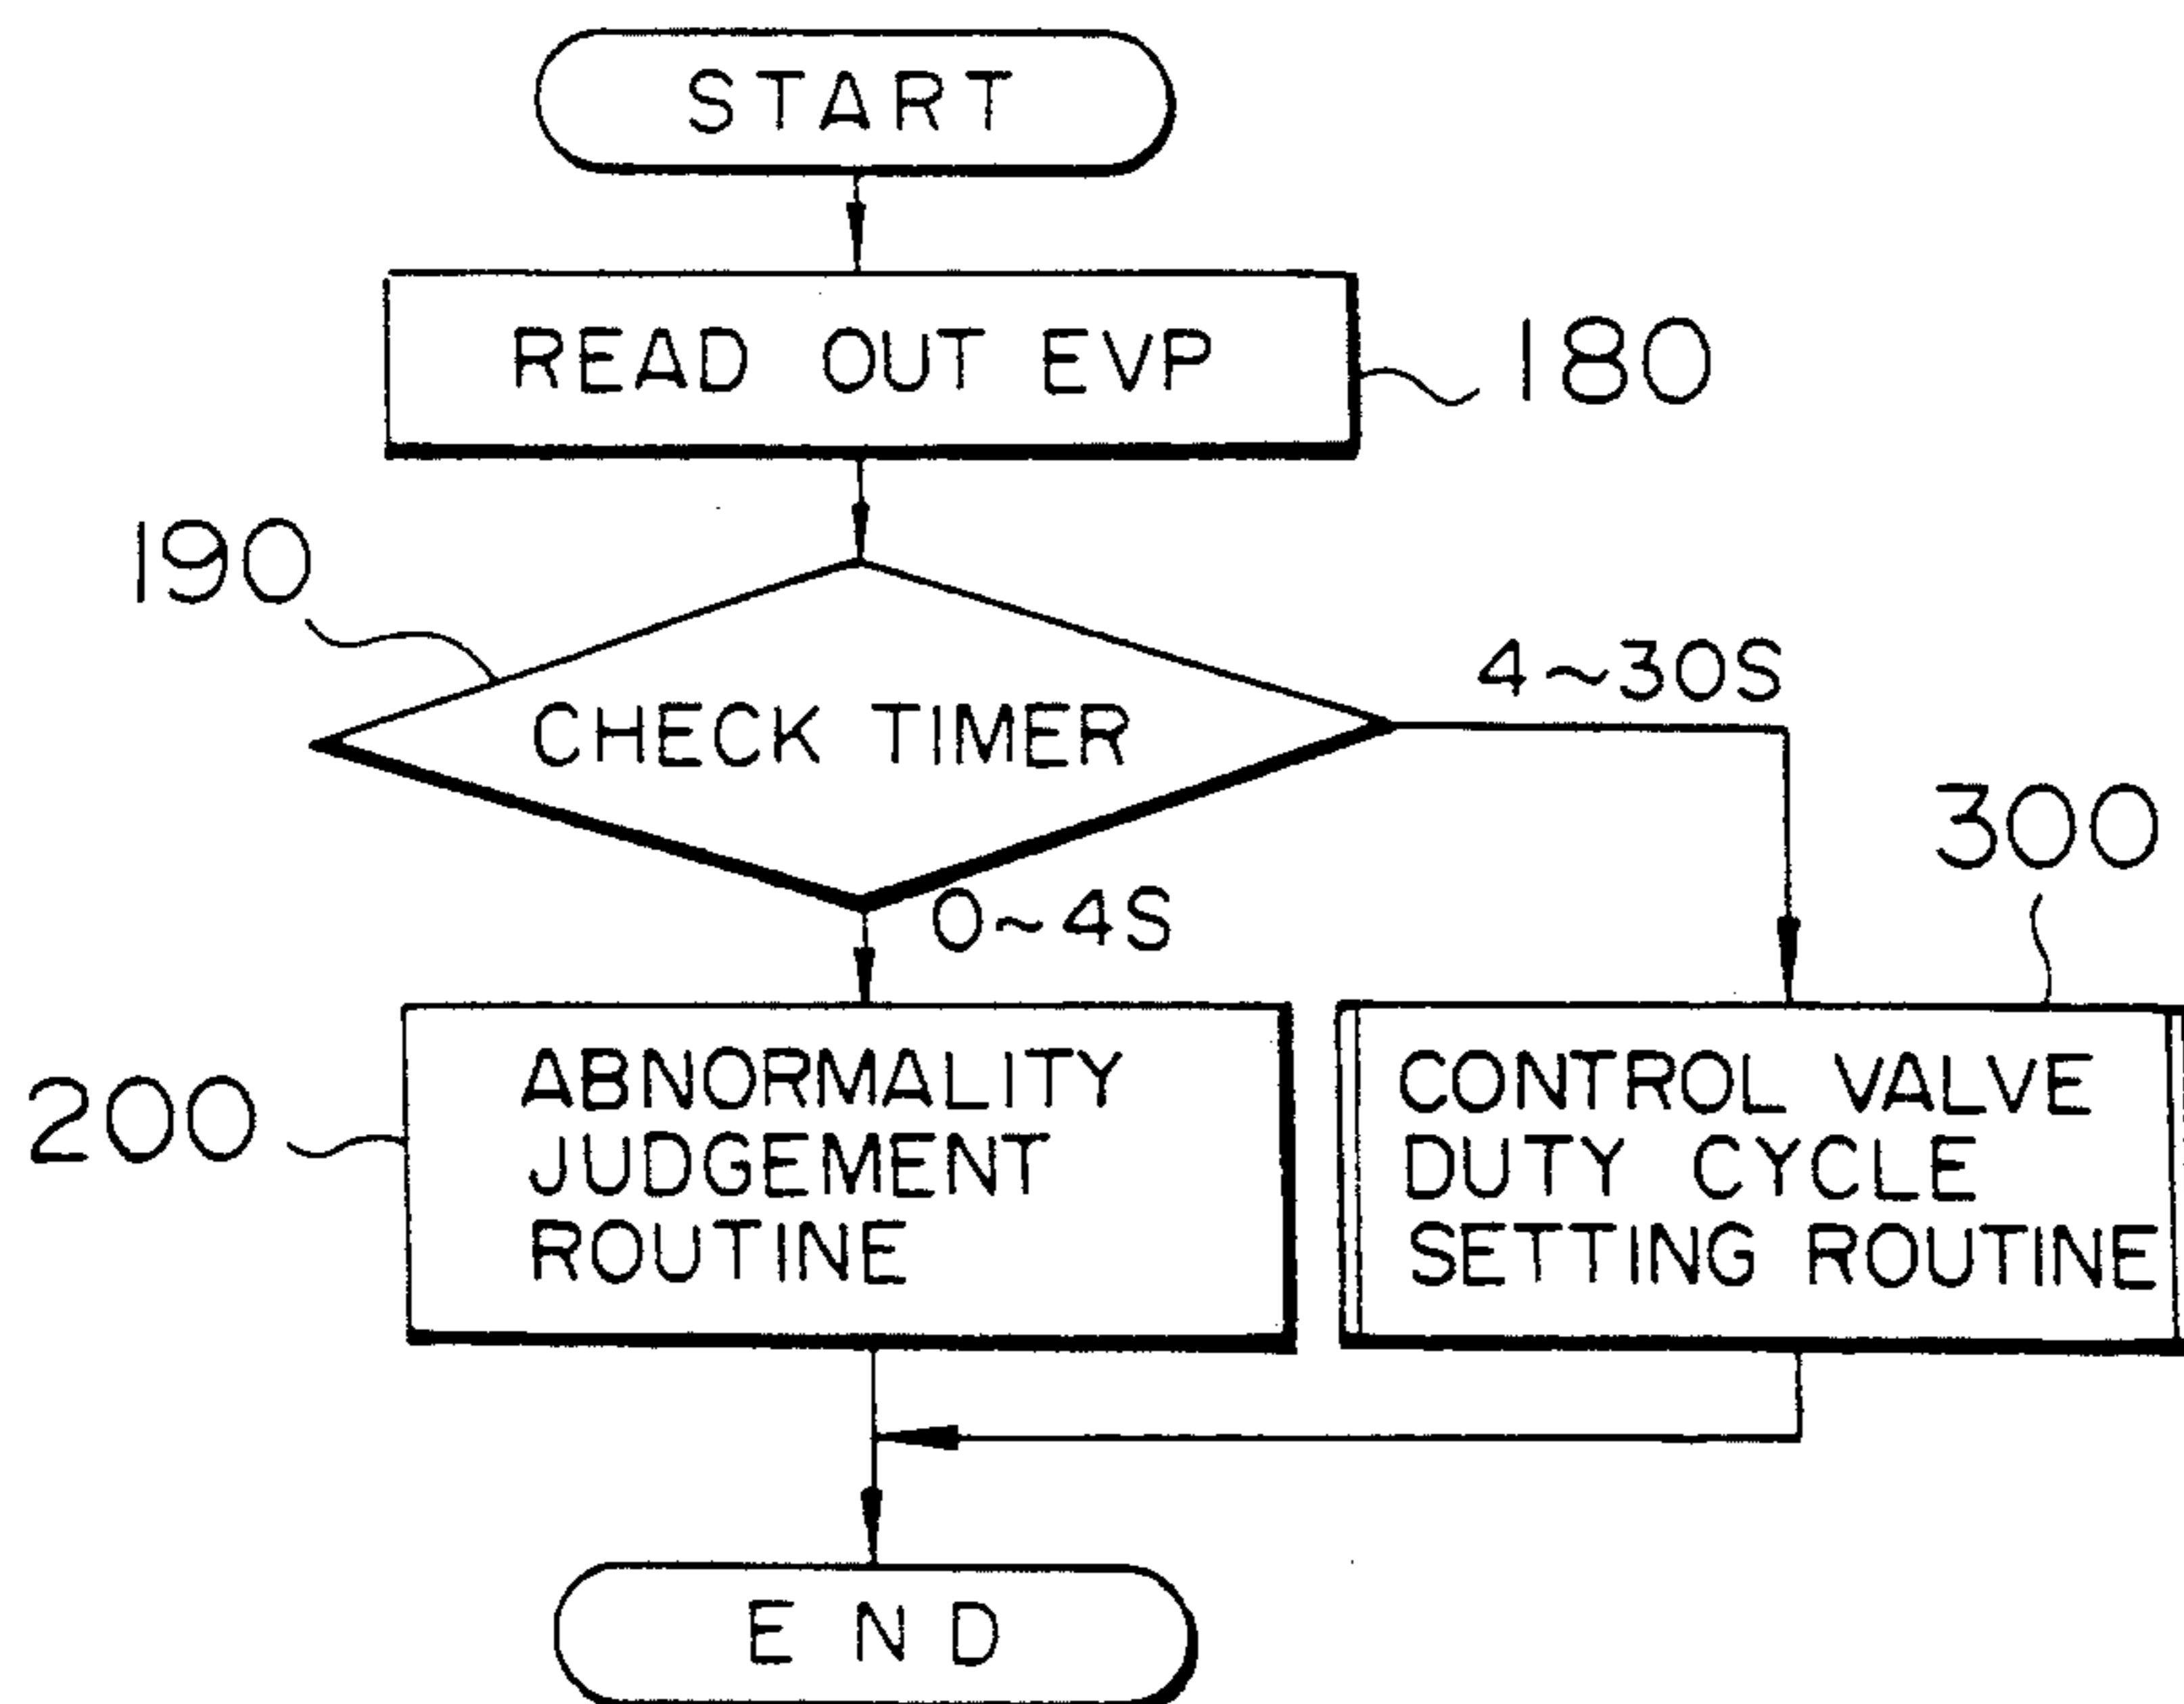 START
READ OUT EVP
180
190
CHECK TIMER
4~30S
0~4S
300
200
ABNORMALITY
JUDGEMENT
ROUTINE
CONTROL VALVE
DUTY CYCLE
SETTING ROUTINE
END